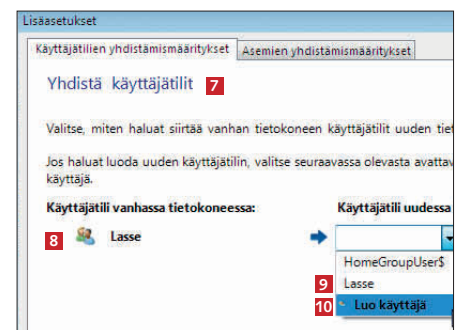 Lisäasetukset
Käyttäjätilien yhdistämismääritykset Asemien yhdistämismääritykset
Yhdistä käyttäjätilit 7
Valitse, miten haluat siirtää vanhan tietokoneen käyttäjätilit uuden tiet
Jos haluat luoda uuden käyttäjätilin, valitse seuraavassa olevasta avattav
käyttäjä.
Käyttäjätili vanhassa tietokoneessa: Käyttäjätili uudessa
8 Lasse
HomeGroupUser$
9 Lasse
10 Luo käyttäjä